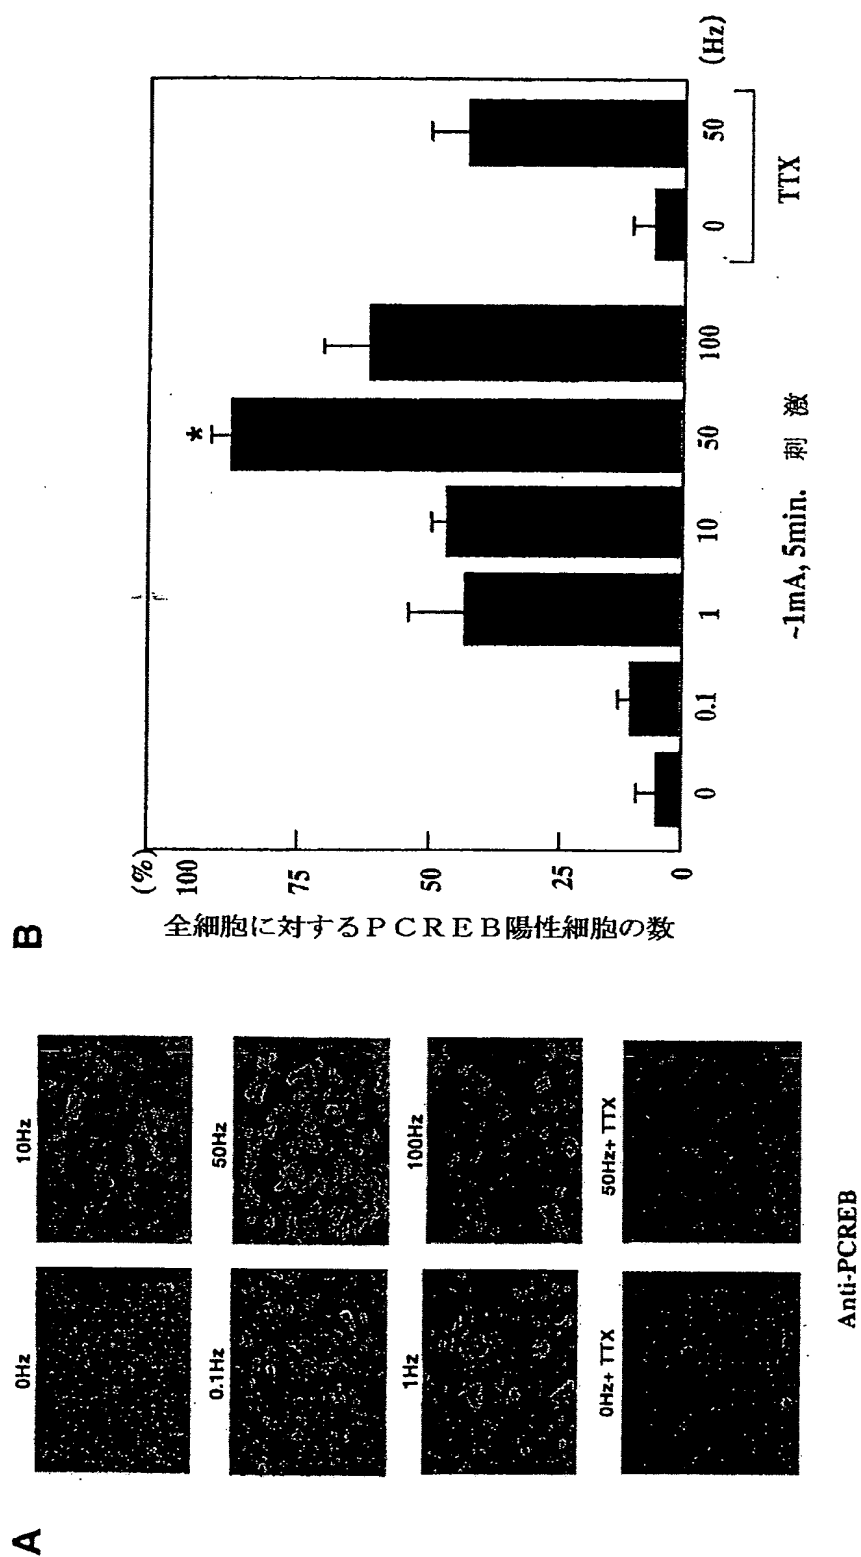 A
0Hz
10Hz
0.1Hz
50Hz
1Hz
100Hz
0Hz+ TTX
50Hz+ TTX
Anti-PCREB
B
(%)
100
75
50
25
0
全細胞に対するPCREB陽性細胞の数
*
0 0.1 1 10 50 100 0 50 (Hz)
~1mA, 5min. 刺激
TTX